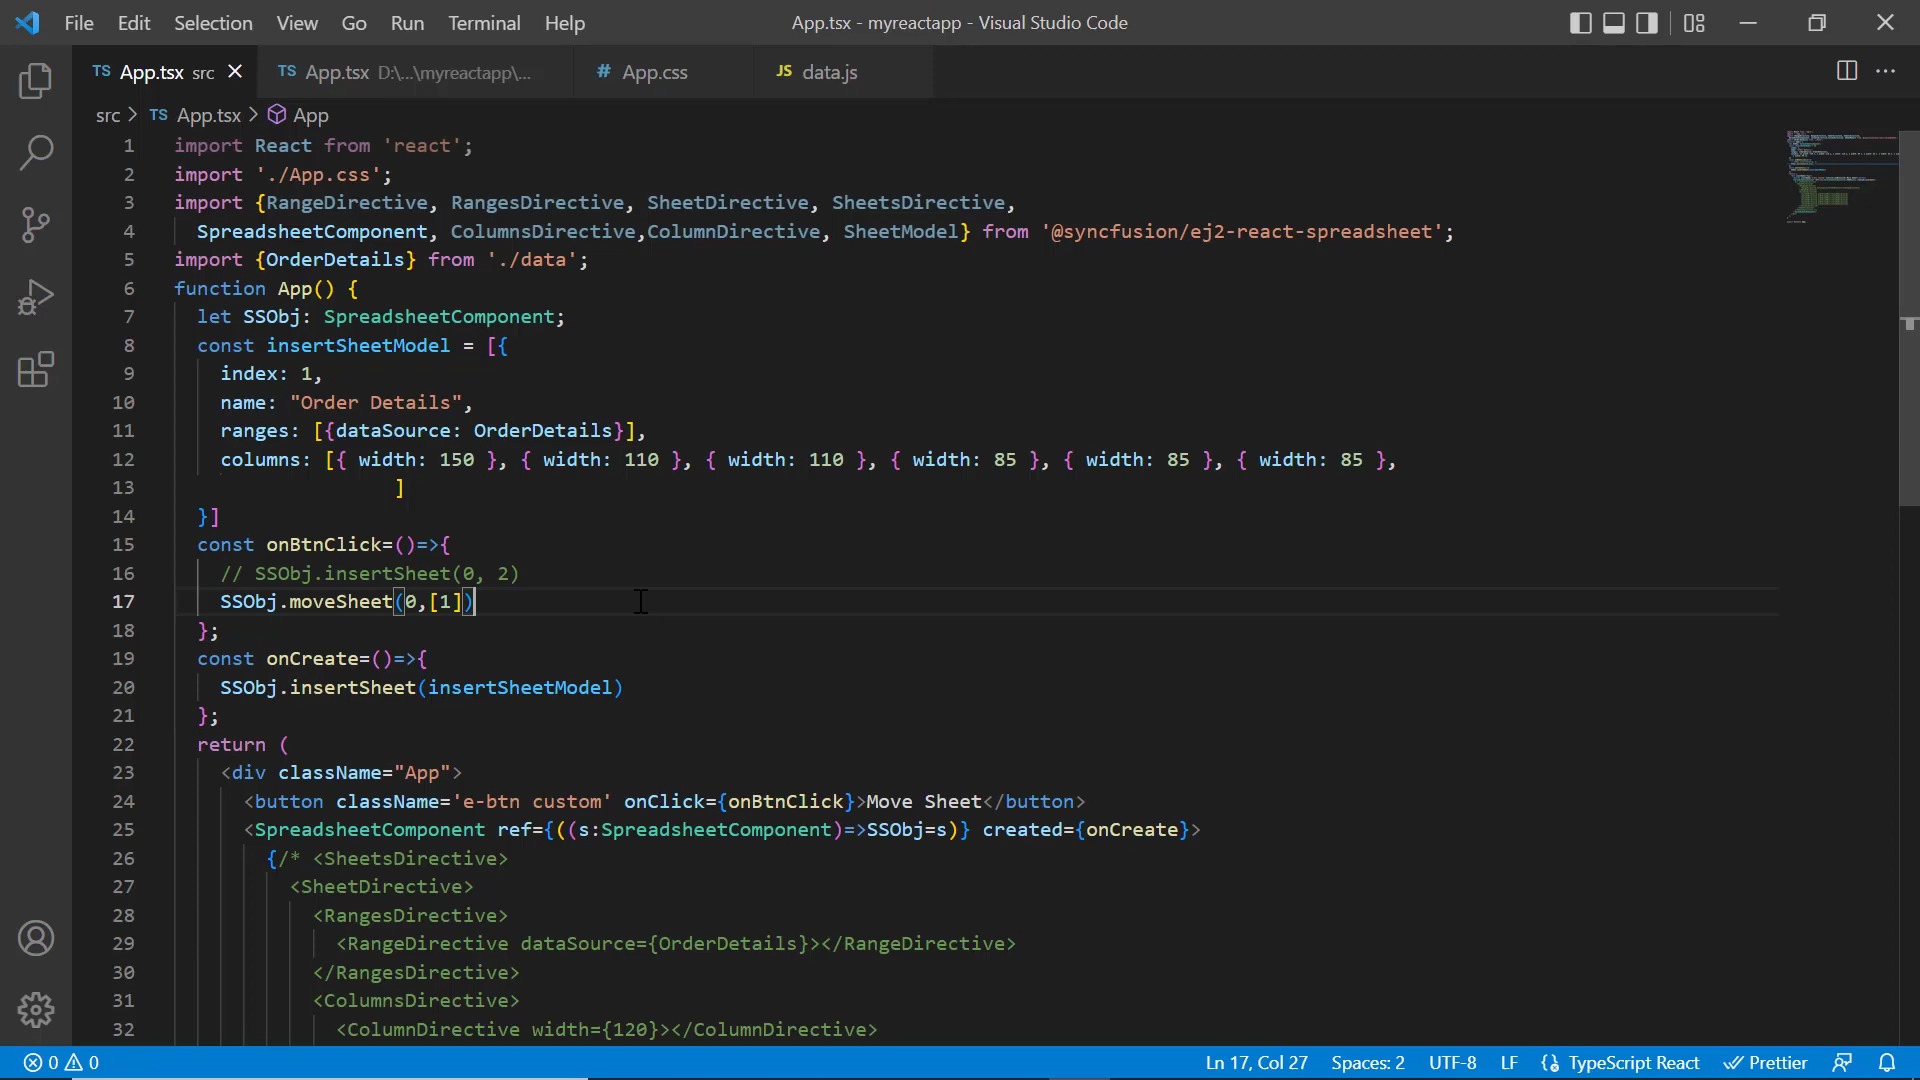 File Edit Selection View Go Run Terminal Help App.tsx - myreactapp - Visual Studio Code
TS App.tsx src TS App.tsx D:\...\myreactapp\... # App.css JS data.js
src > TS App.tsx > App
1 import React from 'react';
2 import './App.css';
3 import {RangeDirective, RangesDirective, SheetDirective, SheetsDirective,
4 SpreadsheetComponent, ColumnsDirective,ColumnDirective, SheetModel} from '@syncfusion/ej2-react-spreadsheet';
5 import {OrderDetails} from './data';
6 function App() {
7 let SSObj: SpreadsheetComponent;
8 const insertSheetModel = [{
9 index: 1,
10 name: "Order Details",
11 ranges: [{dataSource: OrderDetails}],
12 columns: [{ width: 150 }, { width: 110 }, { width: 110 }, { width: 85 }, { width: 85 }, { width: 85 },
13 ]
14 }]
15 const onBtnClick=()=>{
16 // SSObj.insertSheet(0, 2)
17 SSObj.moveSheet(0,[1])
18 };
19 const onCreate=()=>{
20 SSObj.insertSheet(insertSheetModel)
21 };
22 return (
23 <div className="App">
24 <button className='e-btn custom' onClick={onBtnClick}>Move Sheet</button>
25 <SpreadsheetComponent ref={((s:SpreadsheetComponent)=>SSObj=s)} created={onCreate}>
26 {/* <SheetsDirective>
27 <SheetDirective>
28 <RangesDirective>
29 <RangeDirective dataSource={OrderDetails}></RangeDirective>
30 </RangesDirective>
31 <ColumnsDirective>
32 <ColumnDirective width={120}></ColumnDirective>
0 0 Ln 17, Col 27 Spaces: 2 UTF-8 LF TypeScript React Prettier